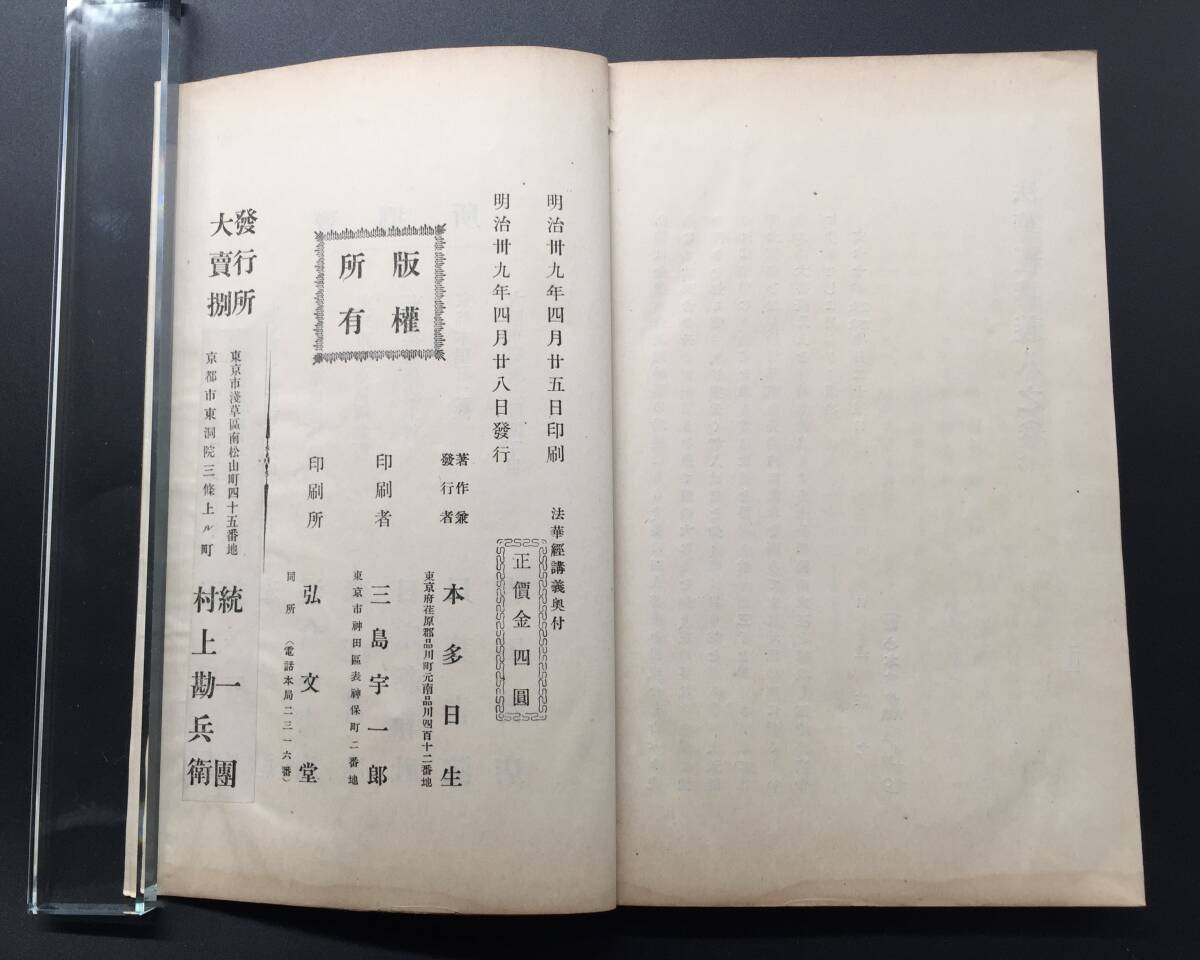 明治卅九年四月廿五日印刷
明治卅九年四月廿八日發行
法華經講義奥付
正價金四圓
版權
所有
著作兼
發行者
東京府荏原郡品川町元南品川四百十二番地
本多日生
印刷者
東京市神田區表神保町二番地
三島宇一郎
印刷所
同所(電話本局二三一六番)
弘文堂
發行所
東京市淺草區南松山町四十五番地
統一團
大賣捌
京都市東洞院三條上ル町
村上勘兵衛